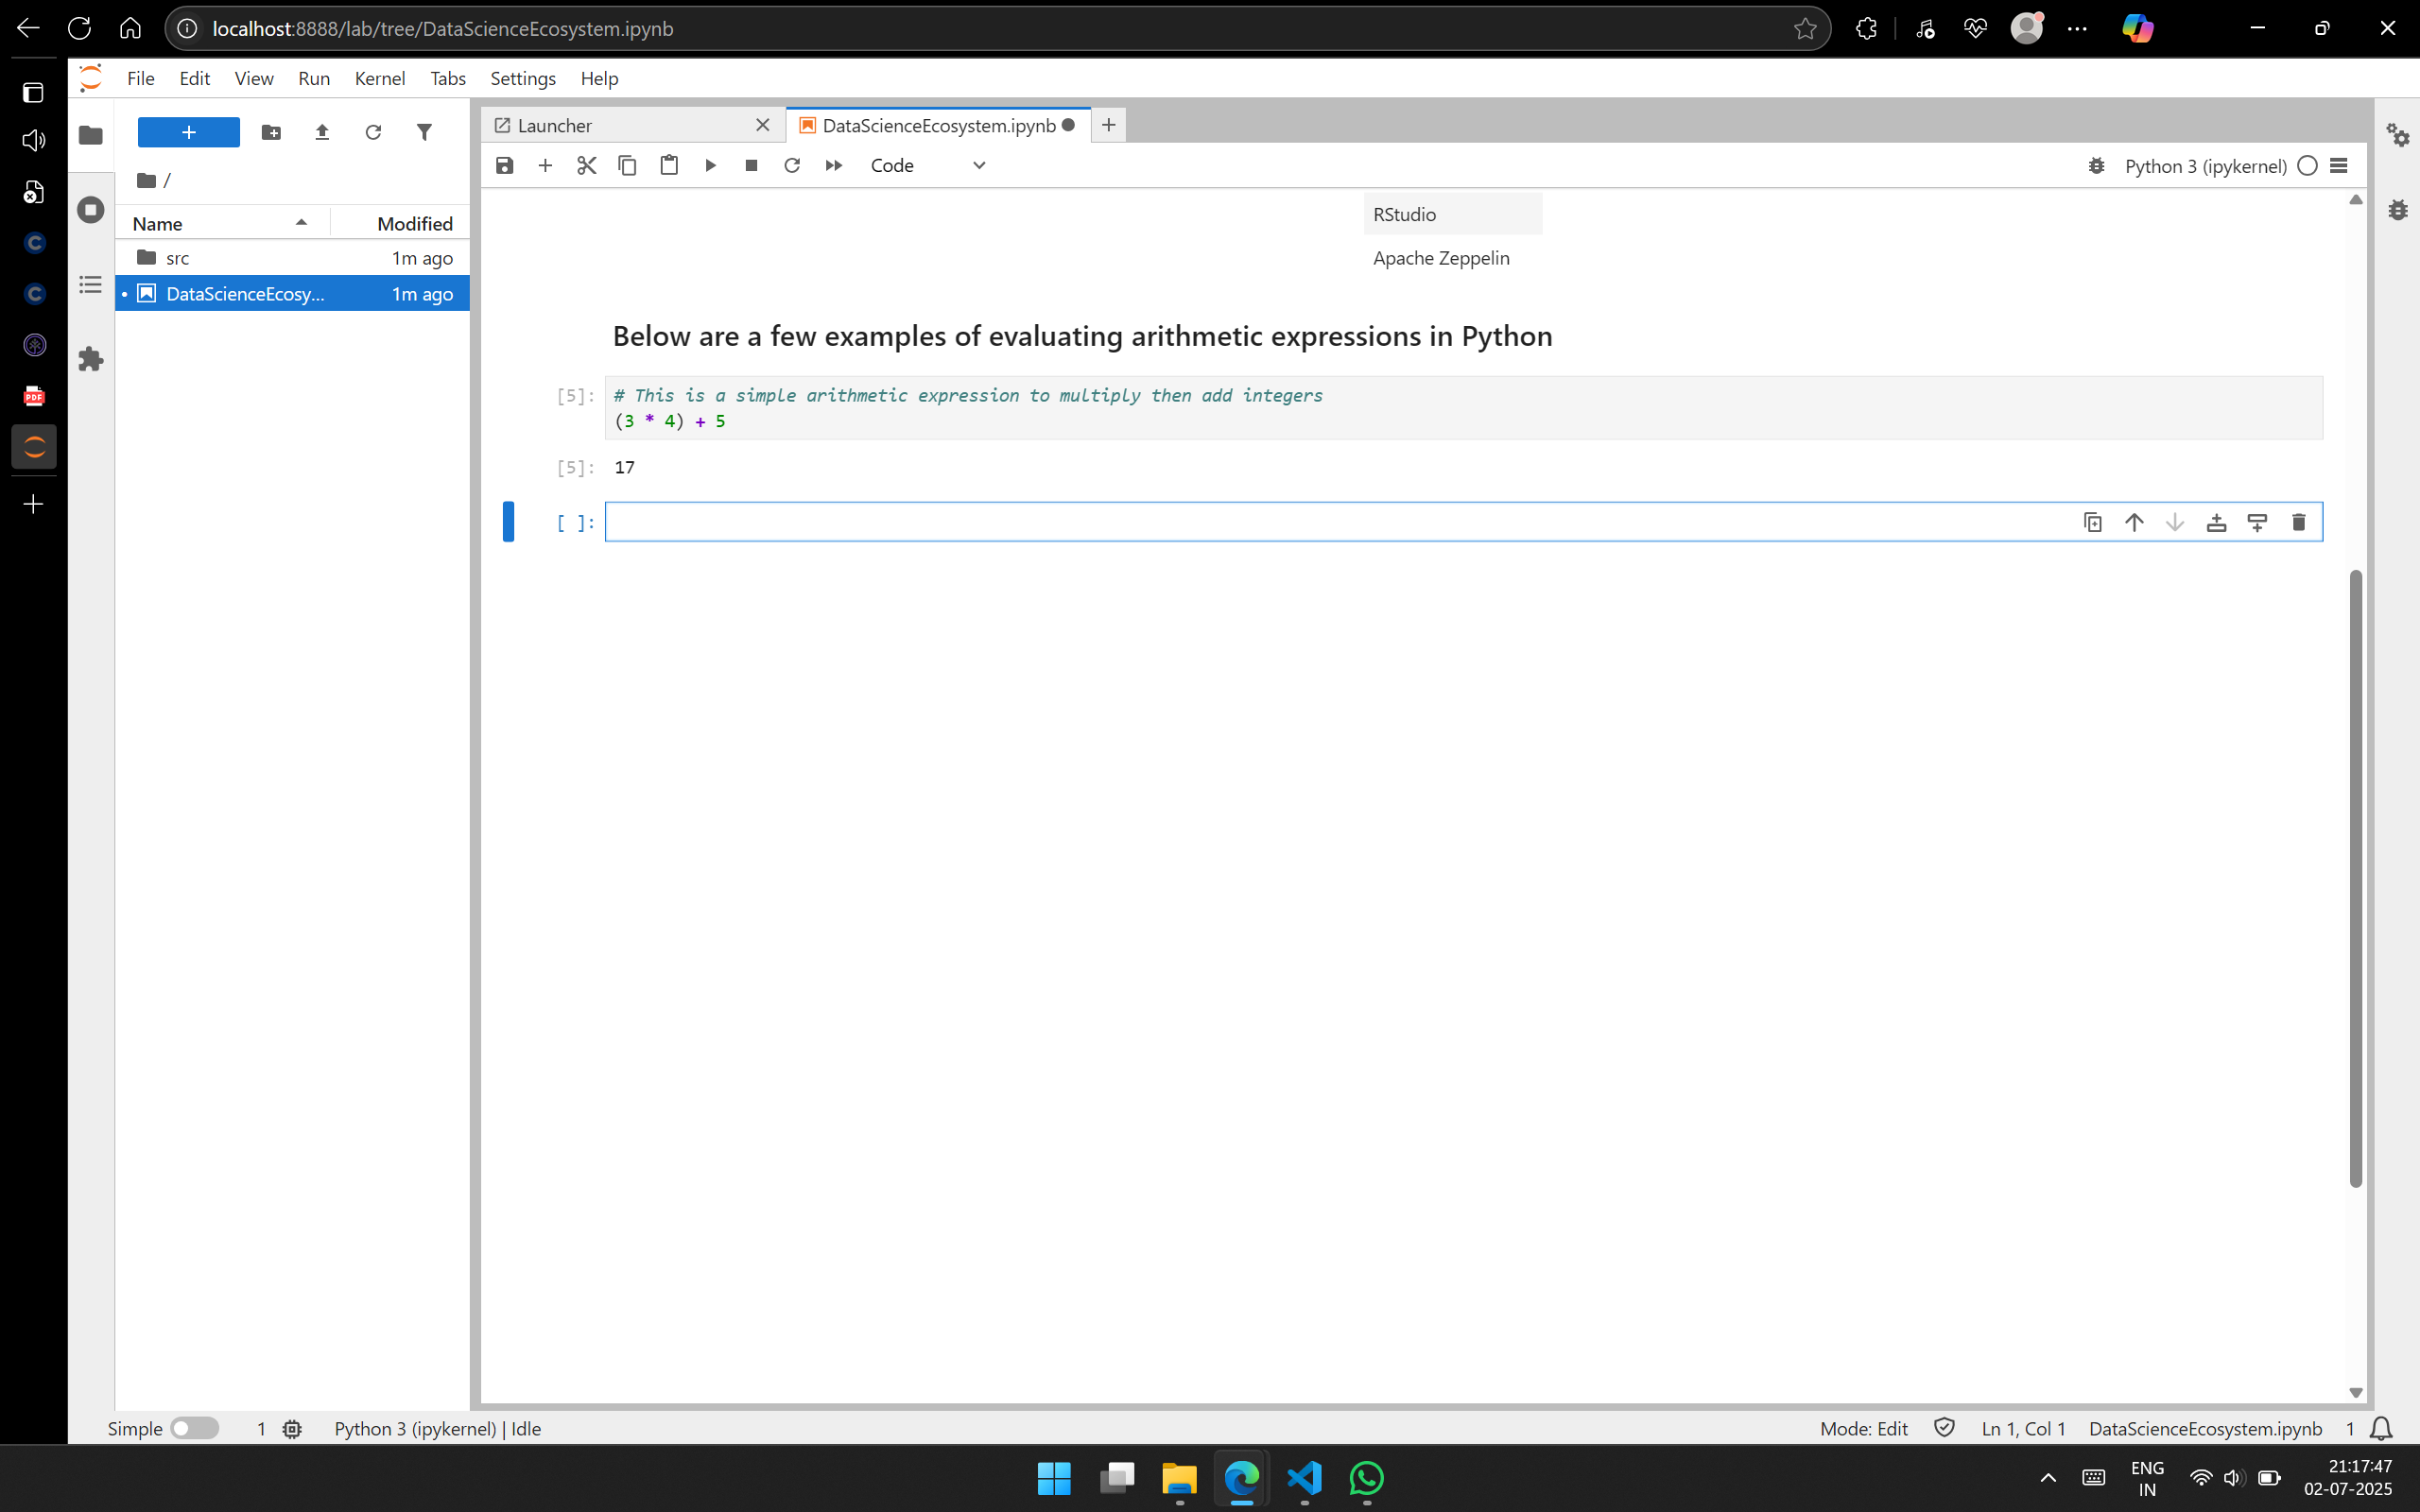 localhost:8888/lab/tree/DataScienceEcosystem.ipynb
File Edit View Run Kernel Tabs Settings Help
Launcher
DataScienceEcosystem.ipynb
Code
Python 3 (ipykernel)
/
Name Modified
src 1m ago
DataScienceEcosy... 1m ago
PDF
RStudio
Apache Zeppelin
Below are a few examples of evaluating arithmetic expressions in Python
[5]: # This is a simple arithmetic expression to multiply then add integers
(3 * 4) + 5
[5]: 17
[ ]:
Simple 1 Python 3 (ipykernel) | Idle
Mode: Edit Ln 1, Col 1 DataScienceEcosystem.ipynb 1
ENG
IN
21:17:47
02-07-2025